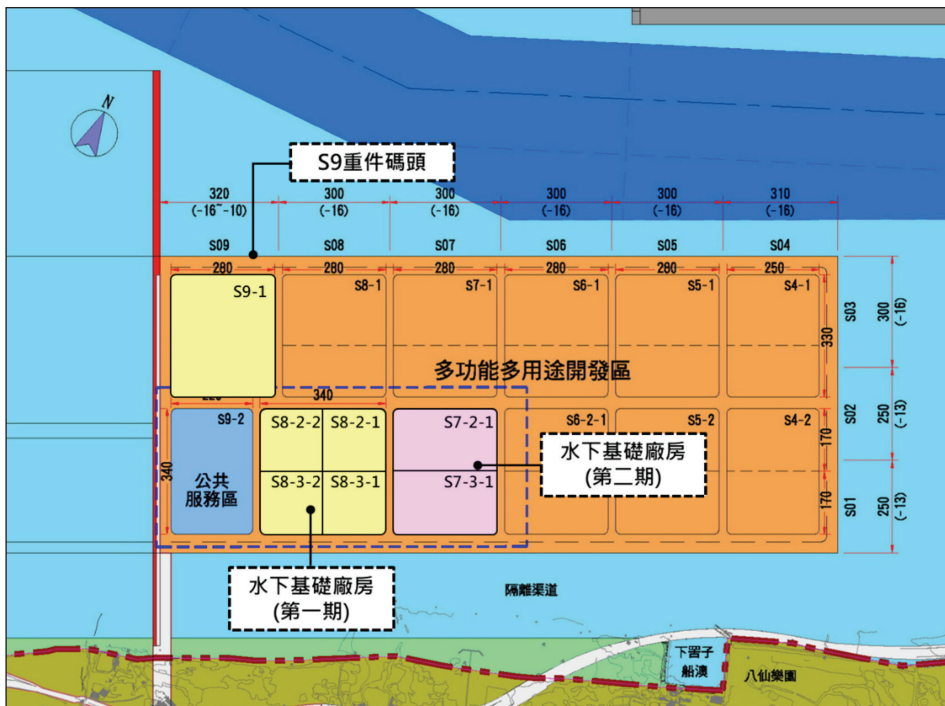 N
S9重件碼頭
320
300
300
300
300
310
(-16~-10)
(-16)
(-16)
(-16)
(-16)
(-16)
S09
S08
S07
S06
S05
S04
280
280
280
280
280
250
S9-1
S8-1
S7-1
S6-1
S5-1
S4-1
S03
300
(-16)
330
多功能多用途開發區
340
S9-2
S8-2-2
S8-2-1
S7-2-1
S6-2-1
S5-2
S4-2
170
S02
250
(-13)
340
公共
服務區
水下基礎廠房
(第二期)
S8-3-2
S8-3-1
S7-3-1
170
S01
250
(-13)
水下基礎廠房
(第一期)
隔離渠道
下罟子
船澳
八仙樂園